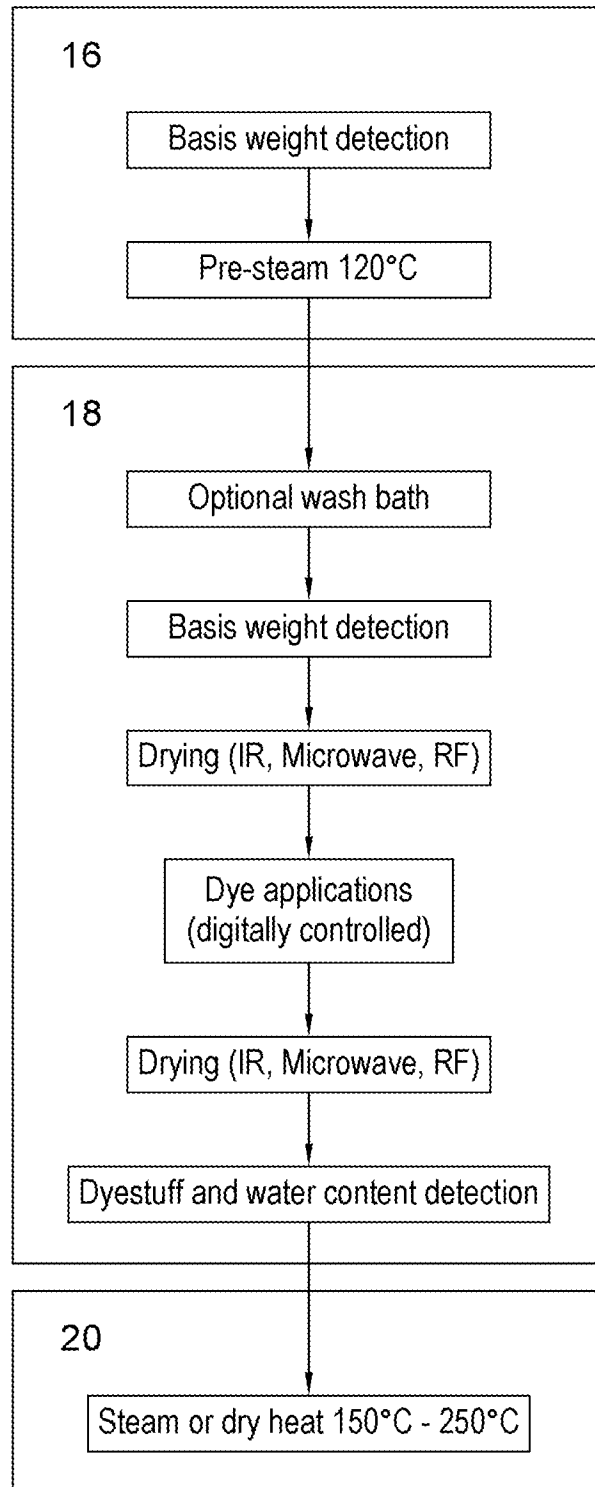 16
Basis weight detection
Pre-steam 120°C
18
Optional wash bath
Basis weight detection
Drying (IR, Microwave, RF)
Dye applications
(digitally controlled)
Drying (IR, Microwave, RF)
Dyestuff and water content detection
20
Steam or dry heat 150°C - 250°C